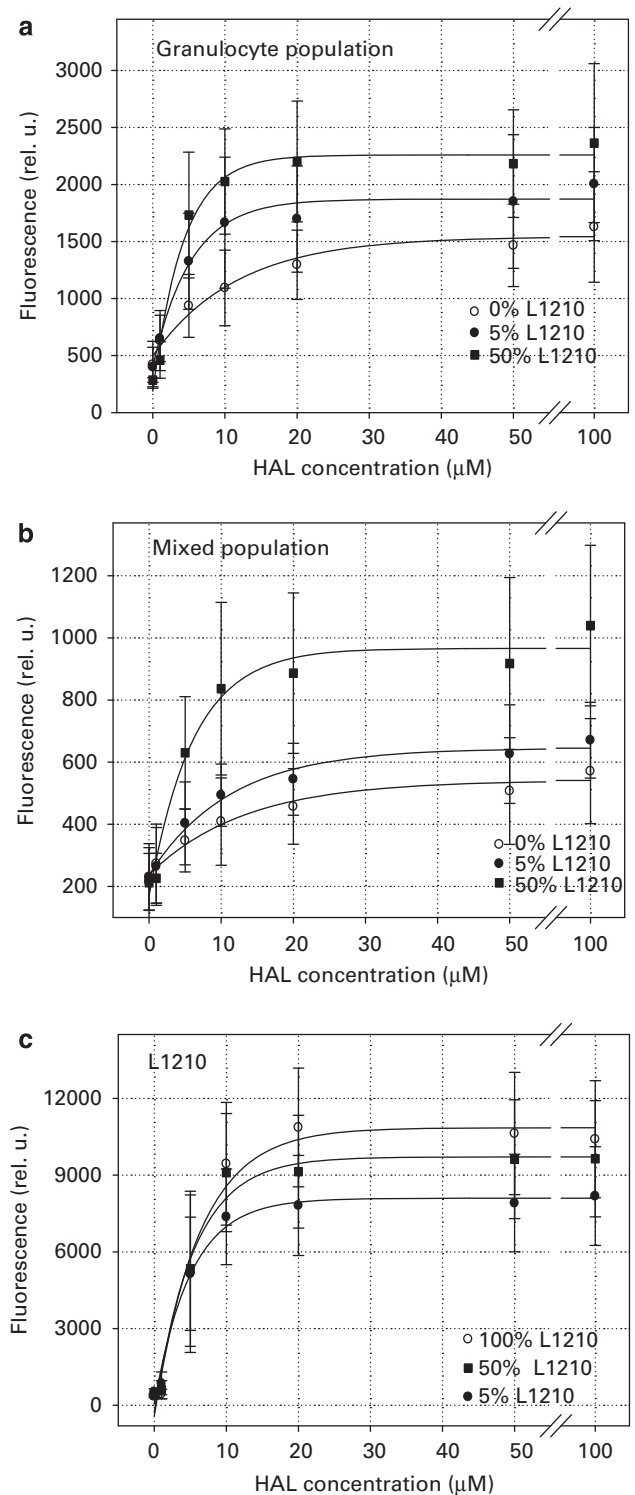 a
Granulocyte population
3000
2500
2000
1500
1000
500
0
Fluorescence (rel. u.)
0% L1210
5% L1210
50% L1210
0 10 20 30 40 50 100
HAL concentration (μM)
b
Mixed population
1200
1000
800
600
400
200
Fluorescence (rel. u.)
0% L1210
5% L1210
50% L1210
0 10 20 30 40 50 100
HAL concentration (μM)
c
L1210
12000
9000
6000
3000
0
Fluorescence (rel. u.)
100% L1210
50% L1210
5% L1210
0 10 20 30 40 50 100
HAL concentration (μM)